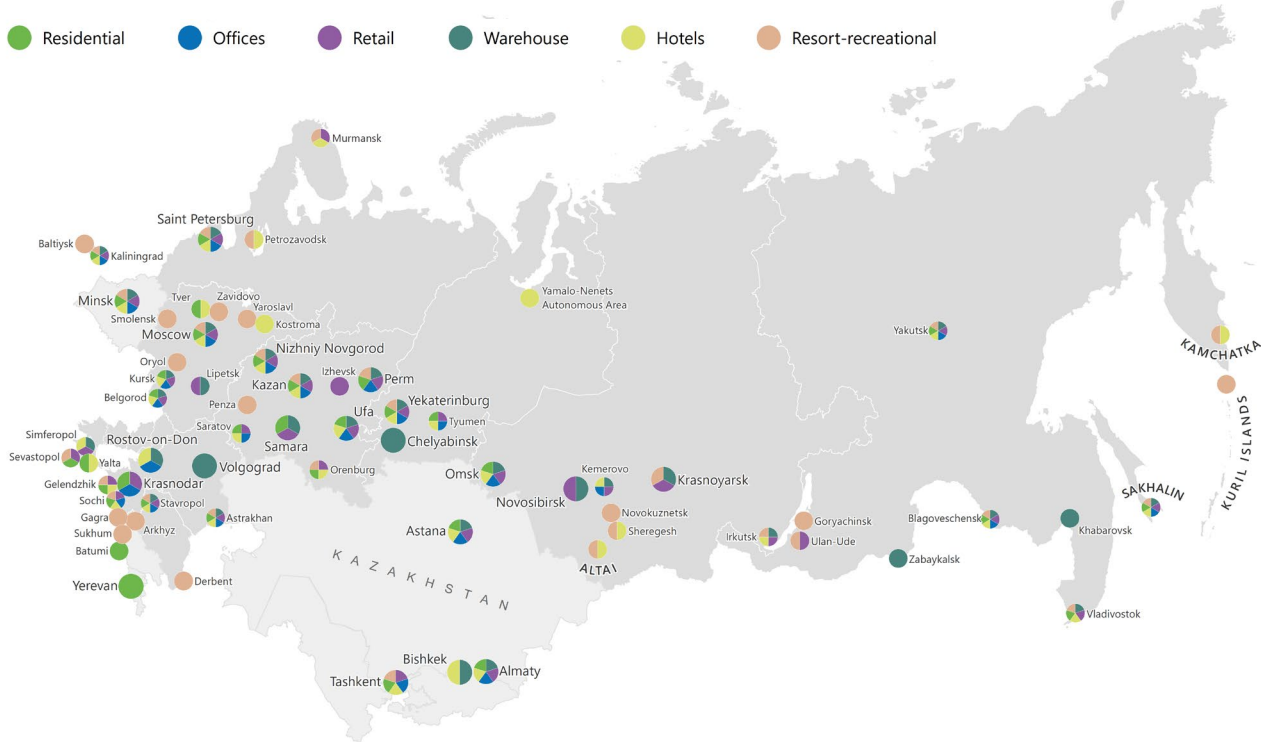 Residential
Offices
Retail
Warehouse
Hotels
Resort-recreational
Murmansk
Saint Petersburg
Baltiysk
Petrozavodsk
Kaliningrad
Yamalo-Nenets
Autonomous Area
Minsk
Tver
Zavidovo
Yaroslavl
Smolensk
Kostroma
Moscow
Yakutsk
KAMCHATKA
Nizhniy Novgorod
Oryol
Kursk
Lipetsk
Izhevsk
Kazan
Perm
Belgorod
Penza
Yekaterinburg
Ufa
Tyumen
Saratov
Samara
Chelyabinsk
Simferopol
Rostov-on-Don
Sevastopol
Yalta
Volgograd
Orenburg
Omsk
Kemerovo
Krasnoyarsk
Gelendzhik
Krasnodar
Novosibirsk
KURIL ISLANDS
SAKHALIN
Sochi
Stavropol
Gagra
Astrakhan
Novokuznetsk
Goryachinsk
Blagoveschensk
Sukhum
Arkhyz
Astana
Sheregesh
Irkutsk
Ulan-Ude
Khabarovsk
Batumi
KAZAKHSTAN
ALTAI
Zabaykalsk
Yerevan
Derbent
Vladivostok
Bishkek
Almaty
Tashkent